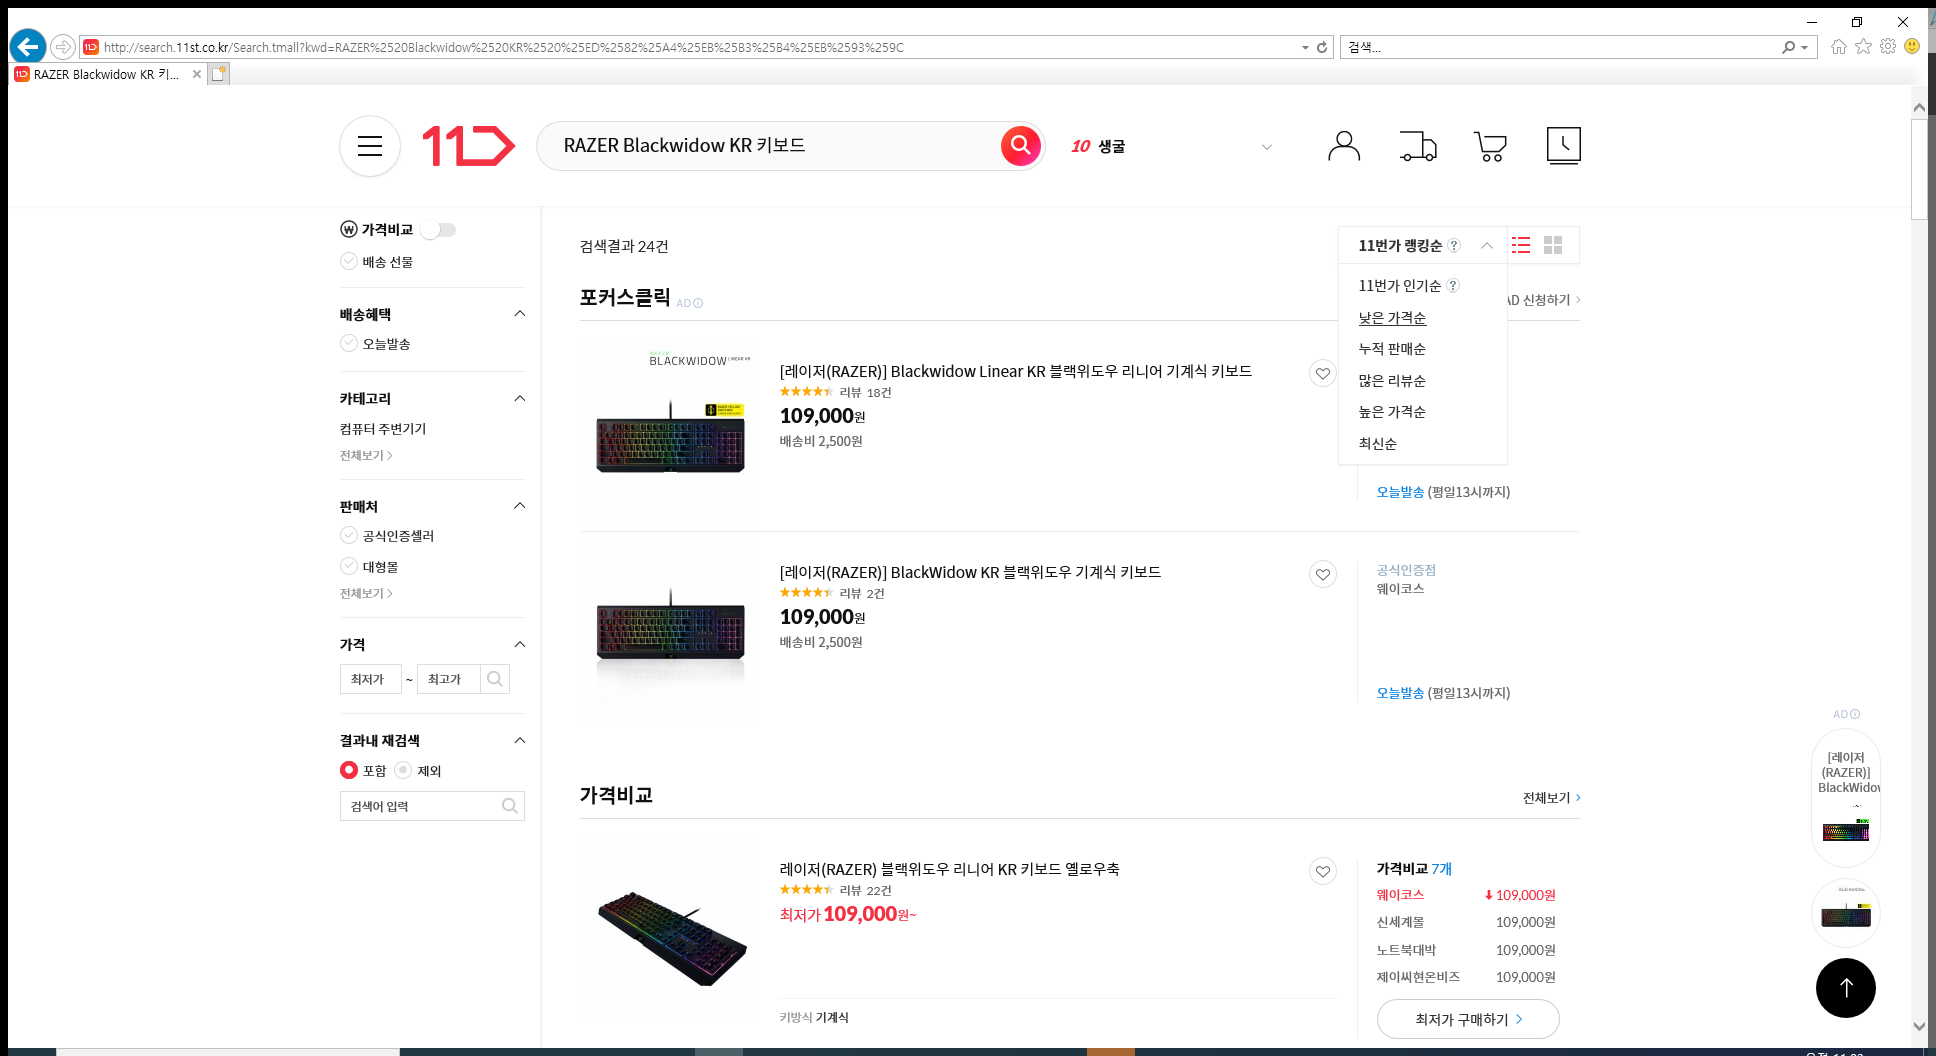 http://search.11st.co.kr/Search.tmall?kwd=RAZER%2520Blackwidow%2520KR%2520%25ED%2582%25A4%25EB%25B3%25B4%25EB%2593%259C
검색...
RAZER Blackwidow KR 키...
11
RAZER Blackwidow KR 키보드
10 생굴
가격비교
배송 선물
배송혜택
오늘발송
카테고리
컴퓨터 주변기기
전체보기
판매처
공식인증셀러
대형몰
전체보기
가격
최저가 ~ 최고가
결과내 재검색
포함 제외
검색어 입력
검색결과 24건
11번가 랭킹순
11번가 인기순
낮은 가격순
누적 판매순
많은 리뷰순
높은 가격순
최신순
포커스클릭 AD
AD 신청하기
BLACKWIDOW LINEAR KR
[레이저(RAZER)] Blackwidow Linear KR 블랙위도우 리니어 기계식 키보드
리뷰 18건
109,000원
배송비 2,500원
오늘발송 (평일13시까지)
[레이저(RAZER)] BlackWidow KR 블랙위도우 기계식 키보드
리뷰 2건
109,000원
배송비 2,500원
공식인증점
웨이코스
오늘발송 (평일13시까지)
가격비교
전체보기
레이저(RAZER) 블랙위도우 리니어 KR 키보드 옐로우축
리뷰 22건
최저가 109,000원~
키방식 기계식
가격비교 7개
웨이코스 109,000원
신세계몰 109,000원
노트북대박 109,000원
제이씨현온비즈 109,000원
최저가 구매하기
AD
[레이저
(RAZER)]
BlackWidow